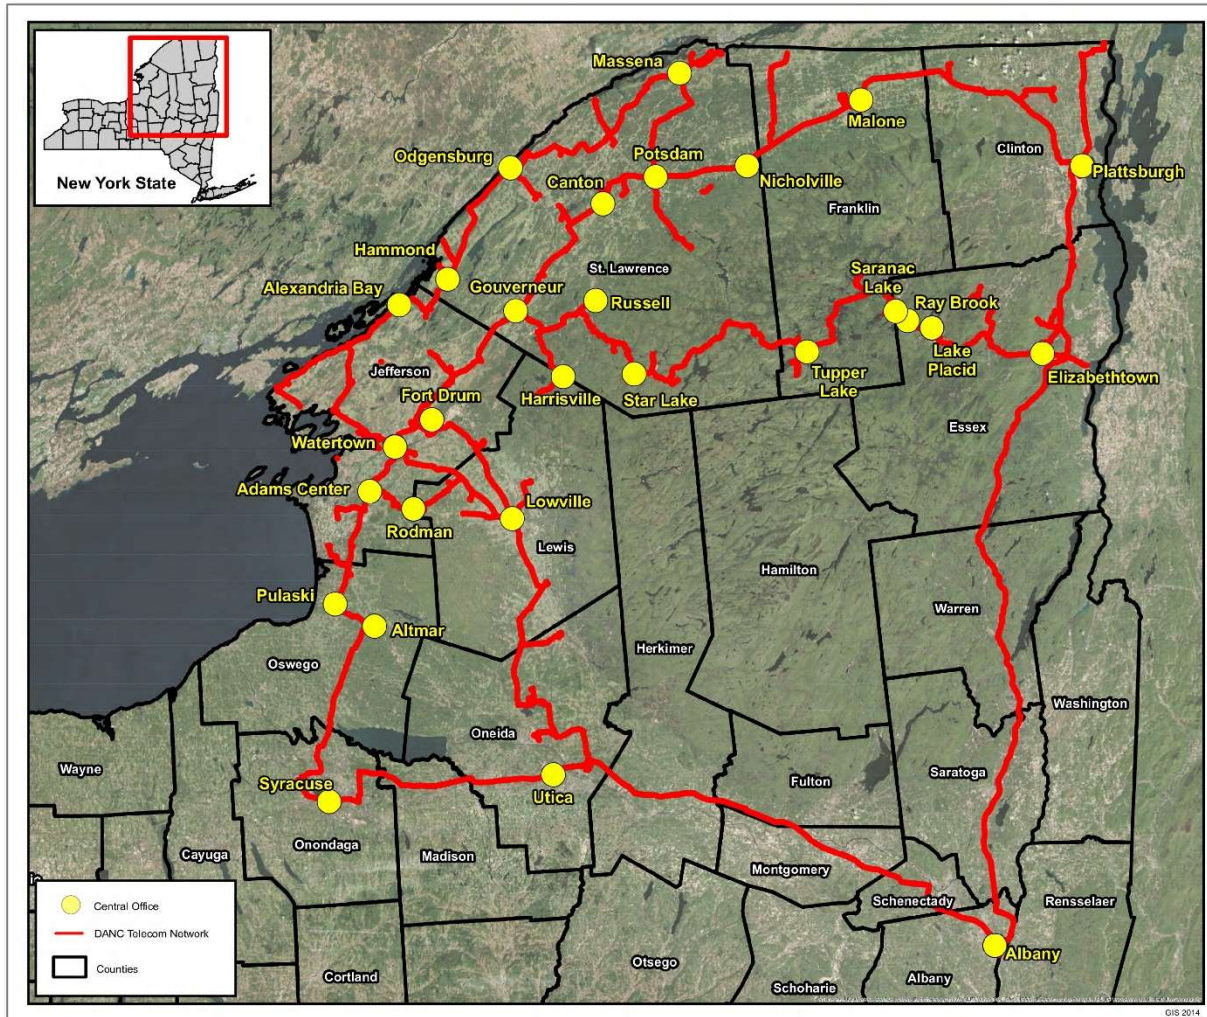 New York State
Massena
Malone
Odgensburg
Potsdam
Clinton
Plattsburgh
Canton
Nicholville
Franklin
Hammond
St. Lawrence
Saranac
Lake
Alexandria Bay
Gouverneur
Russell
Ray Brook
Lake
Placid
Jefferson
Tupper
Lake
Elizabethtown
Fort Drum
Harrisville
Star Lake
Essex
Watertown
Adams Center
Rodman
Lowville
Lewis
Hamilton
Pulaski
Altmar
Warren
Oswego
Herkimer
Washington
Oneida
Wayne
Syracuse
Utica
Fulton
Saratoga
Onondaga
Cayuga
Madison
Montgomery
Schenectady
Rensselaer
Central Office
DANC Telecom Network
Counties
Cortland
Otsego
Schoharie
Albany
Albany
GIS 2014